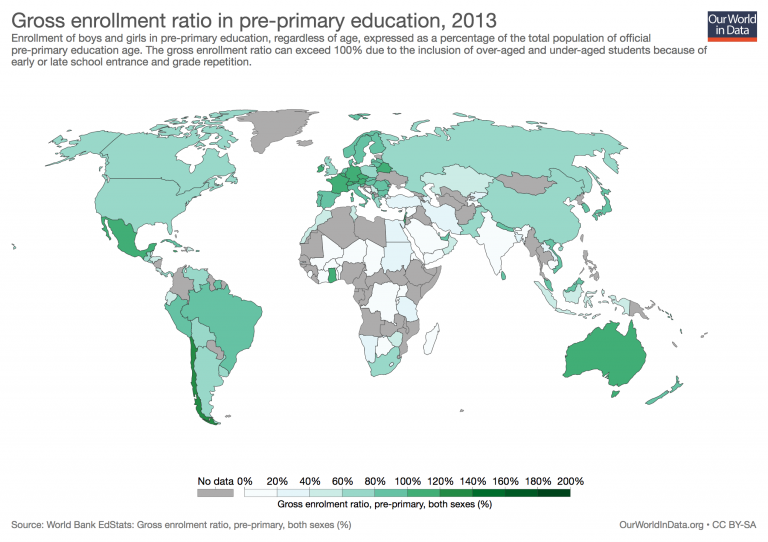 Gross enrollment ratio in pre-primary education, 2013
Our World
in Data
Enrollment of boys and girls in pre-primary education, regardless of age, expressed as a percentage of the total population of official
pre-primary education age. The gross enrollment ratio can exceed 100% due to the inclusion of over-aged and under-aged students because of
early or late school entrance and grade repetition.
No data 0% 20% 40% 60% 80% 100% 120% 140% 160% 180% 200%
Gross enrolment ratio, pre-primary, both sexes (%)
Source: World Bank EdStats: Gross enrolment ratio, pre-primary, both sexes (%)
OurWorldInData.org • CC BY-SA